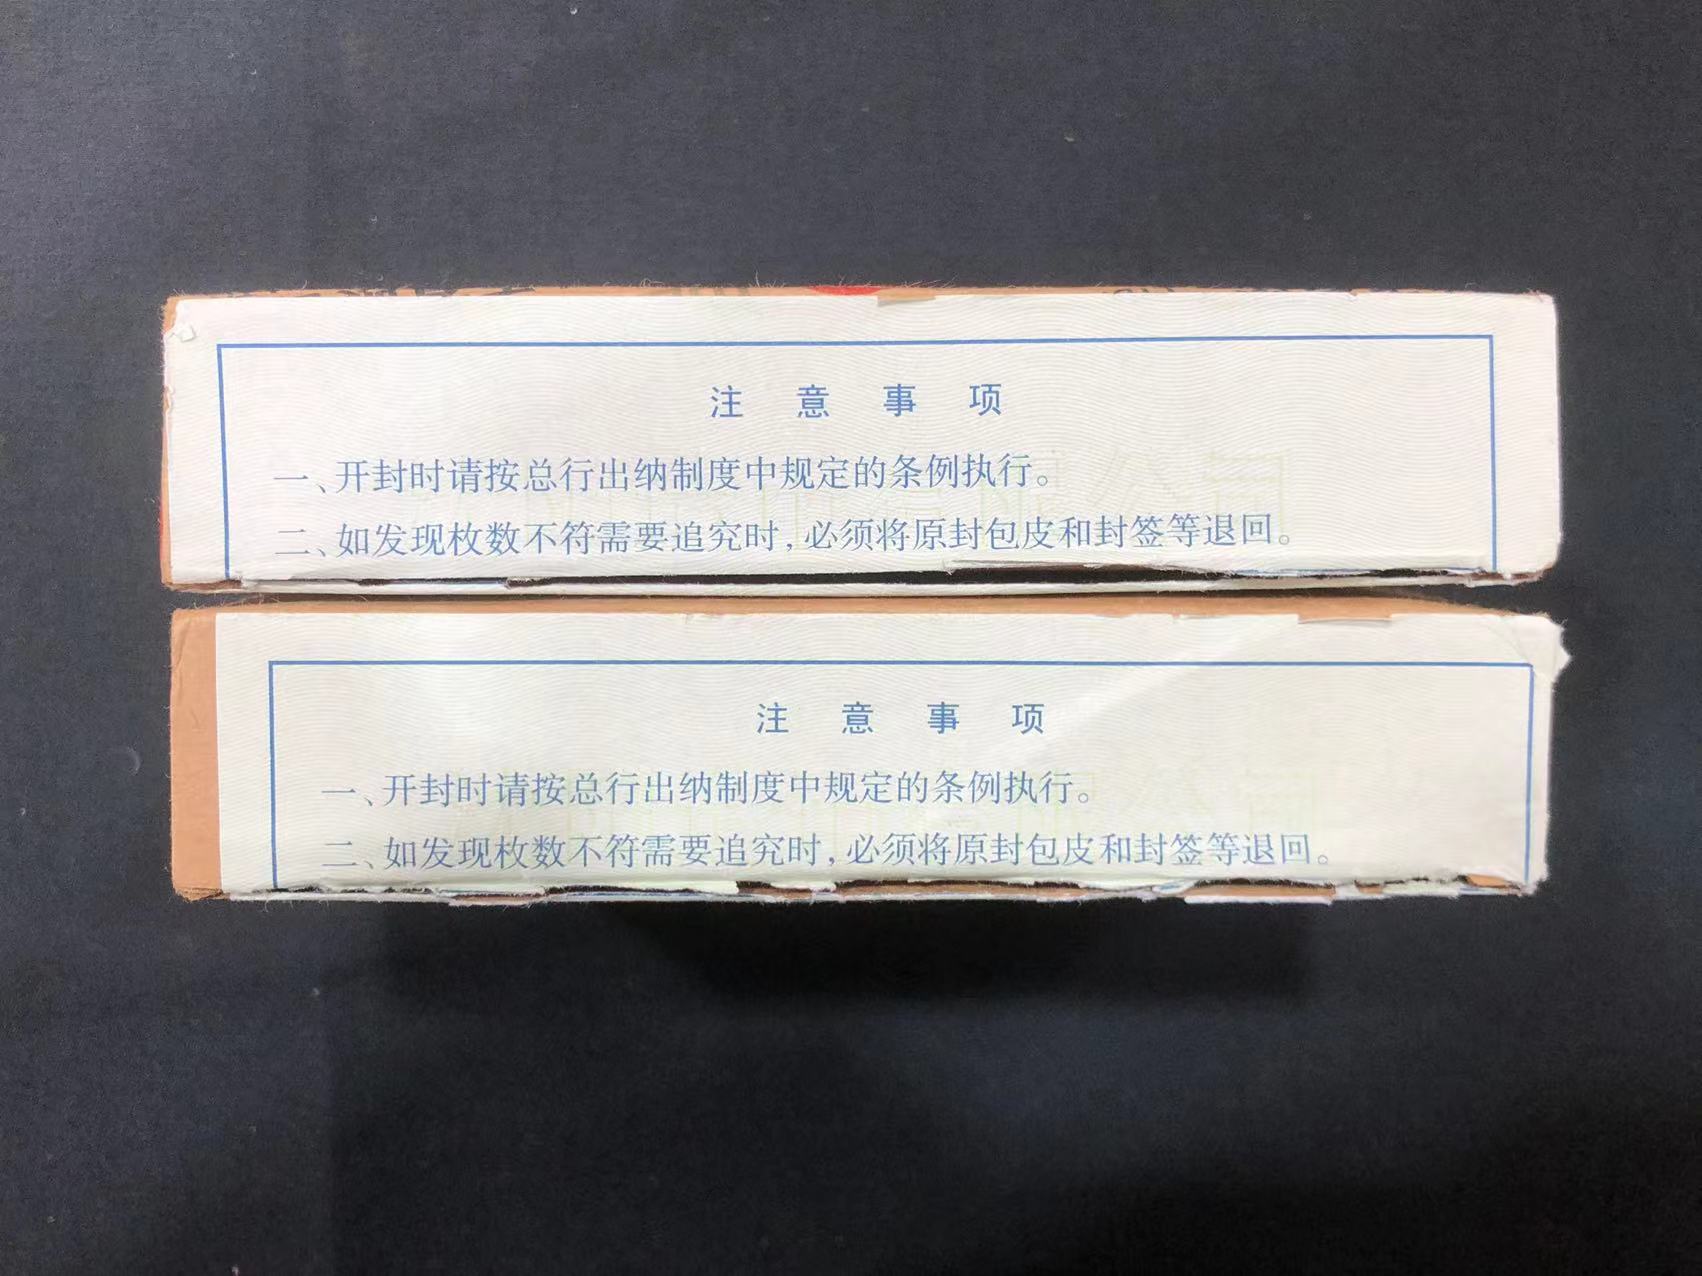 注意事项
一、开封时请按总行出纳制度中规定的条例执行。
二、如发现枚数不符需要追究时,必须将原封包皮和封签等退回。
注意事项
一、开封时请按总行出纳制度中规定的条例执行。
二、如发现枚数不符需要追究时,必须将原封包皮和封签等退回。